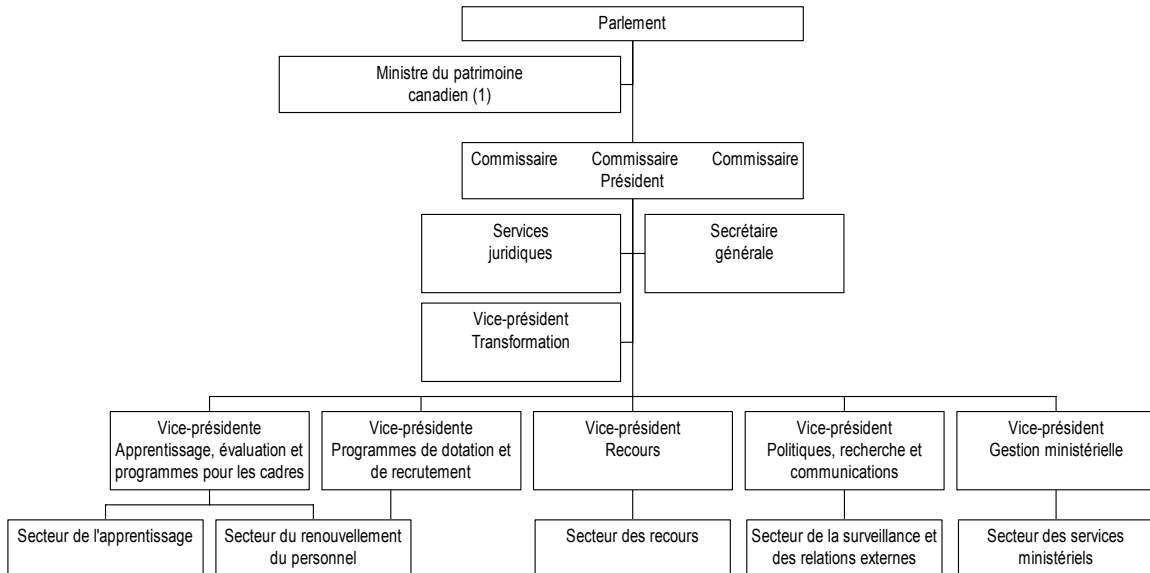 Parlement
Ministre du patrimoine
canadien (1)
Commissaire Commissaire Commissaire
Président
Services
juridiques
Secrétaire
générale
Vice-président
Transformation
Vice-présidente
Apprentissage, évaluation et
programmes pour les cadres
Vice-présidente
Programmes de dotation et
de recrutement
Vice-président
Recours
Vice-président
Politiques, recherche et
communications
Vice-président
Gestion ministérielle
Secteur de l'apprentissage
Secteur du renouvellement
du personnel
Secteur des recours
Secteur de la surveillance et
des relations externes
Secteur des services
ministériels